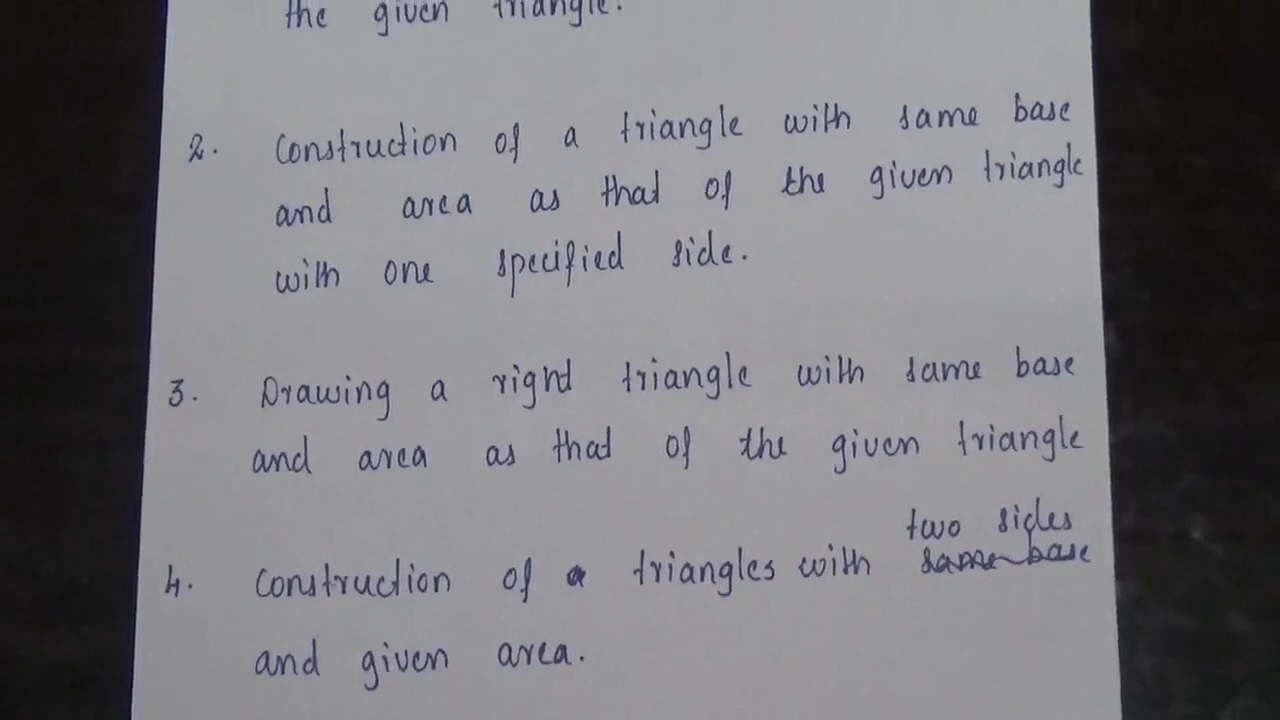 the given triangle.
2. Construction of a triangle with same base
and area as that of the given triangle
with one specified side.
3. Drawing a right triangle with same base
and area as that of the given triangle
two sides
4. Construction of a triangles with same base
and given area.